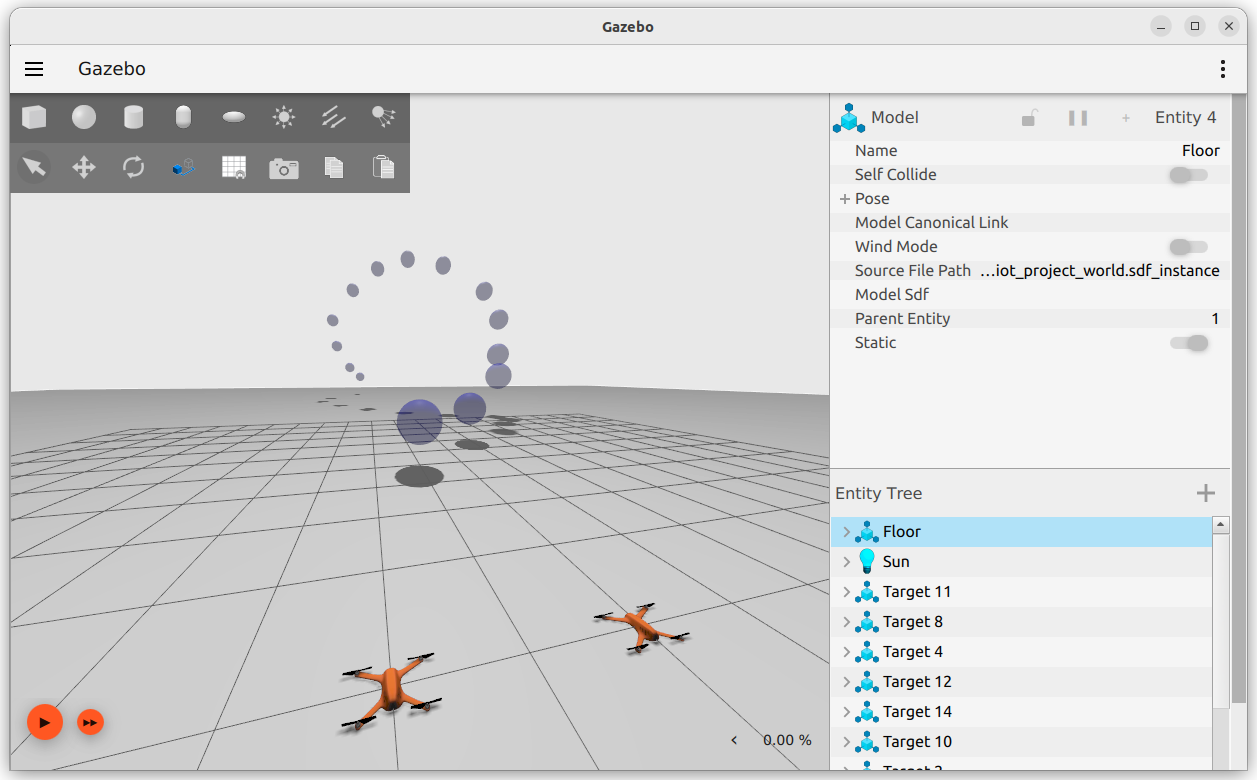 Gazebo
Gazebo
Model Entity 4
Name Floor
Self Collide
Pose
Model Canonical Link
Wind Mode
Source File Path …iot_project_world.sdf_instance
Model Sdf
Parent Entity 1
Static
Entity Tree
Floor
Sun
Target 11
Target 8
Target 4
Target 12
Target 14
Target 10
0.00 %